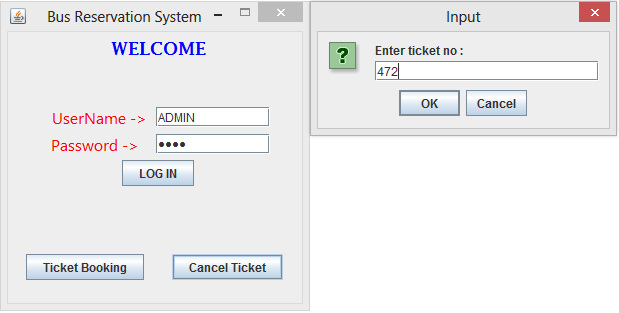 Bus Reservation System
WELCOME
UserName -> ADMIN
Password -> ●●●●
LOG IN
Ticket Booking Cancel Ticket
Input
?
Enter ticket no :
472
OK Cancel